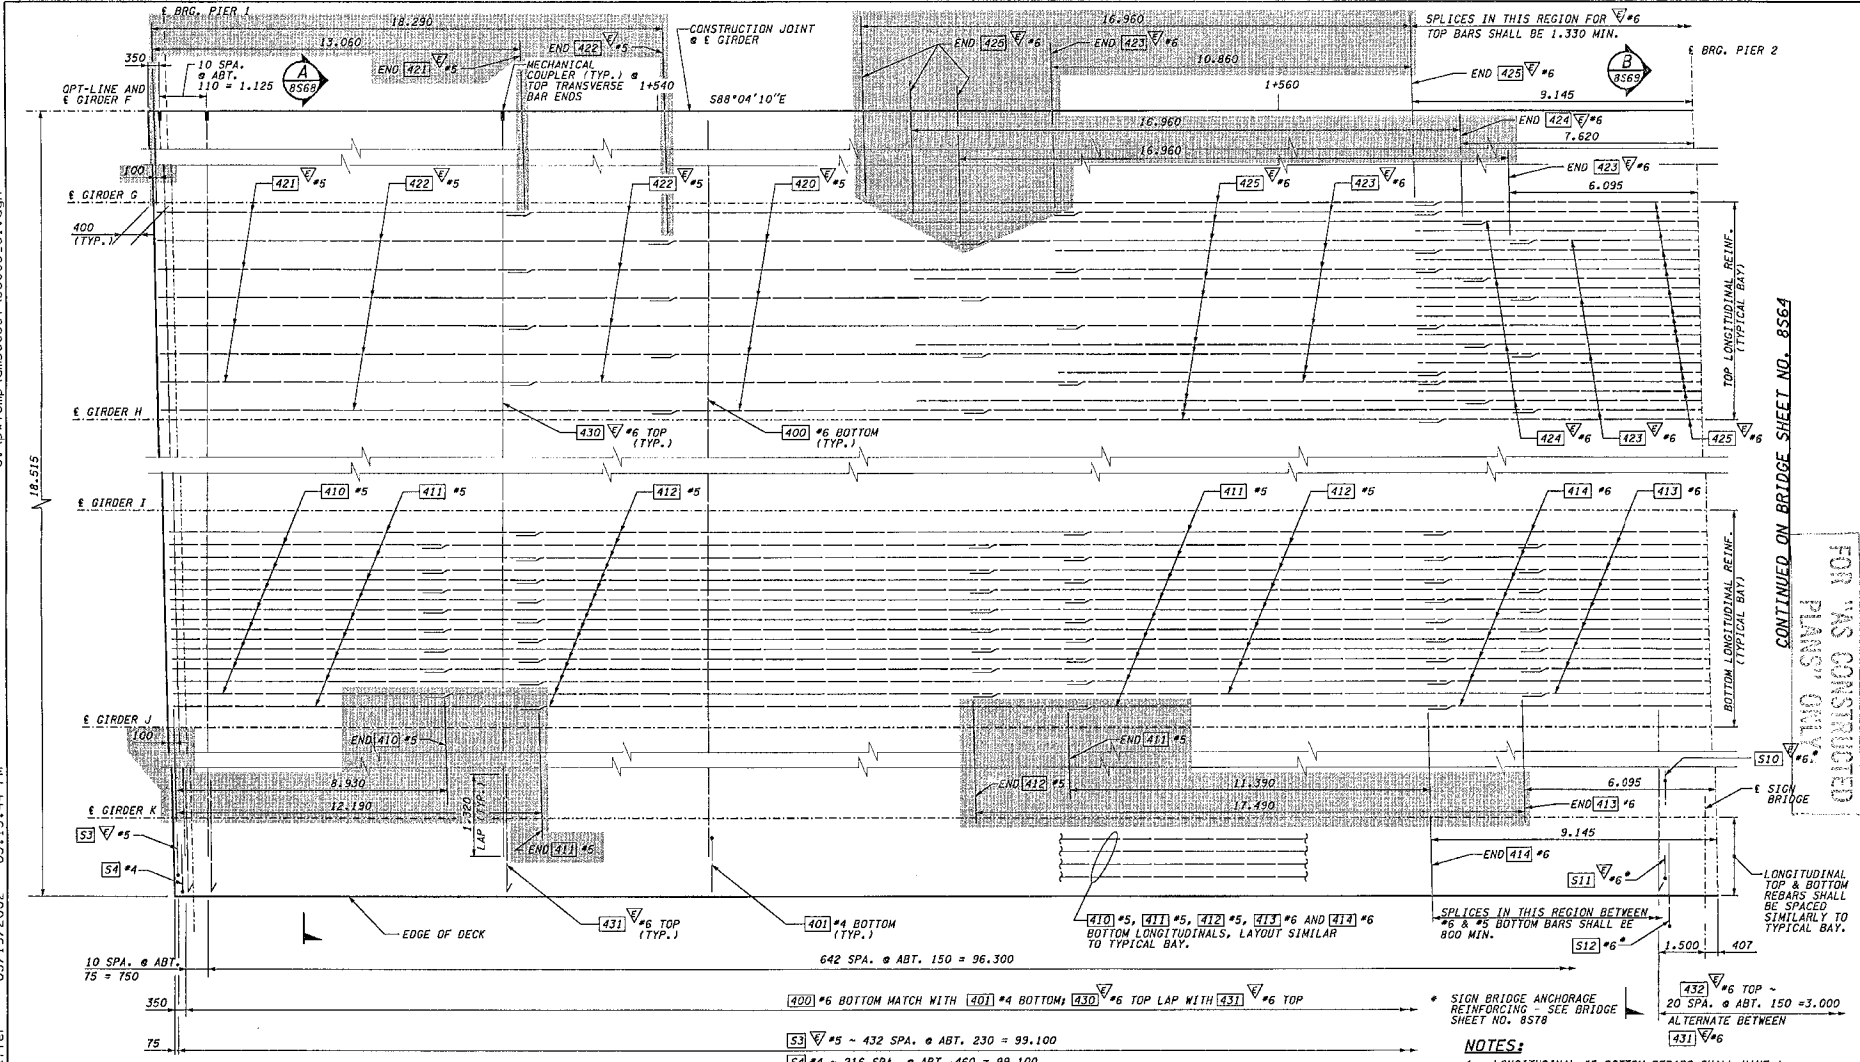 ℄ BRG. PIER 1
18.290
13.060
350
10 SPA.
@ ABT.
110 = 1.125
A
8S68
END 421 E #5
END 422 E #5
CONSTRUCTION JOINT
@ ℄ GIRDER
MECHANICAL
COUPLER (TYP.) @
TOP TRANSVERSE
BAR ENDS
1+540
S88°04'10"E
16.960
END 425 E #6
END 423 E #6
10.860
1+560
SPLICES IN THIS REGION FOR E #6
TOP BARS SHALL BE 1.330 MIN.
℄ BRG. PIER 2
END 425 E #6
B
8S69
9.145
OPT-LINE AND
℄ GIRDER F
16.960
END 424 E #6
7.620
16.960
END 423 E #6
6.095
100
421 E #5
422 E #5
422 E #5
420 E #5
425 E #6
423 E #6
℄ GIRDER G
400
(TYP.)
TOP LONGITUDINAL REINF.
(TYPICAL BAY)
℄ GIRDER H
430 E #6 TOP
(TYP.)
400 #6 BOTTOM
(TYP.)
424 E #6
423 E #6
425 E #6
18.515
410 #5
411 #5
412 #5
411 #5
412 #5
414 #6
413 #6
℄ GIRDER I
BOTTOM LONGITUDINAL REINF.
(TYPICAL BAY)
CONTINUED ON BRIDGE SHEET NO. 8S64
FOR "AS CONSTRUCTED
PLANS" ONLY
℄ GIRDER J
100
END 410 #5
8.930
12.190
END 411 #5
1.320
LAP (TYP.)
END 411 #5
END 412 #5
11.390
17.490
END 413 #6
6.095
S10 E #6*
℄ SIGN
BRIDGE
℄ GIRDER K
S3 E #5
S4 #4
9.145
END 414 #6
S11 E #6*
LONGITUDINAL
TOP & BOTTOM
REBARS SHALL
BE SPACED
SIMILARLY TO
TYPICAL BAY.
EDGE OF DECK
431 E #6 TOP
(TYP.)
401 #4 BOTTOM
(TYP.)
410 #5, 411 #5, 412 #5, 413 #6 AND 414 #6
BOTTOM LONGITUDINALS, LAYOUT SIMILAR
TO TYPICAL BAY.
SPLICES IN THIS REGION BETWEEN
#6 & #5 BOTTOM BARS SHALL BE
800 MIN.
S12 #6*
1.500
407
10 SPA. @ ABT.
75 = 750
642 SPA. @ ABT. 150 = 96.300
350
400 #6 BOTTOM MATCH WITH 401 #4 BOTTOM; 430 E #6 TOP LAP WITH 431 E #6 TOP
* SIGN BRIDGE ANCHORAGE
REINFORCING - SEE BRIDGE
SHEET NO. 8S78
432 E #6 TOP ~
20 SPA. @ ABT. 150 =3.000
ALTERNATE BETWEEN
431 E #6
75
S3 E #5 ~ 432 SPA. @ ABT. 230 = 99.100
S4 #4 ~ 216 SPA. @ ABT. 460 = 99.100
NOTES: